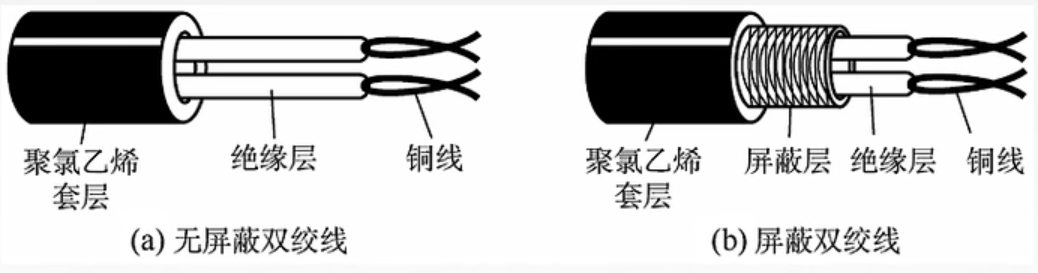 聚氯乙烯
套层
绝缘层
铜线
(a) 无屏蔽双绞线
聚氯乙烯
套层
屏蔽层
绝缘层
铜线
(b) 屏蔽双绞线